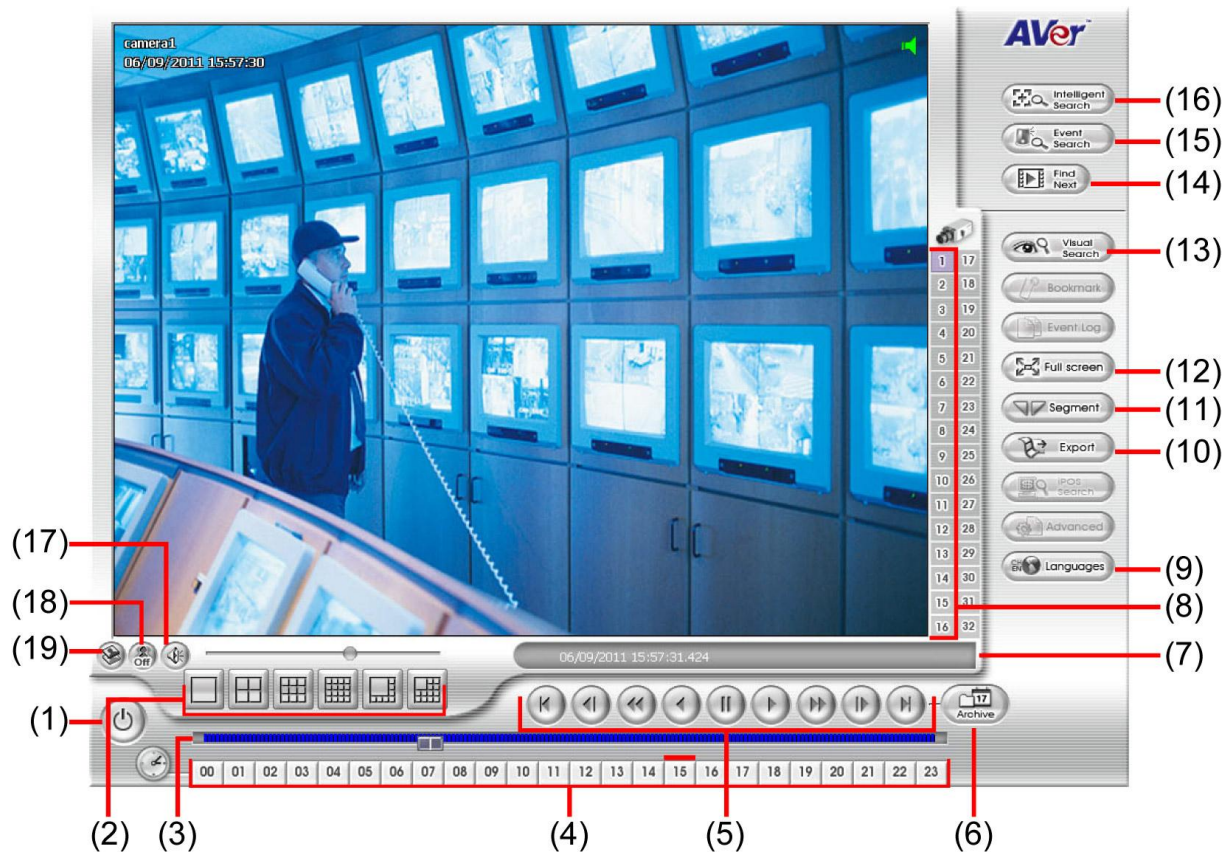 camera1
06/09/2011 15:57:30
AVer™
Intelligent
Search
(16)
Event
Search
(15)
Find
Next
(14)
Visual
Search
(13)
Bookmark
Event Log
Full screen
(12)
Segment
(11)
Export
(10)
iPOS
Search
Advanced
CH
EN
Languages
(9)
(8)
1 17
2 18
3 19
4 20
5 21
6 22
7 23
8 24
9 25
10 26
11 27
12 28
13 29
14 30
15 31
16 32
(17)
(18)
(19)
Off
06/09/2011 15:57:31.424
(7)
(1)
17
Archive
00 01 02 03 04 05 06 07 08 09 10 11 12 13 14 15 16 17 18 19 20 21 22 23
(2) (3) (4) (5) (6)